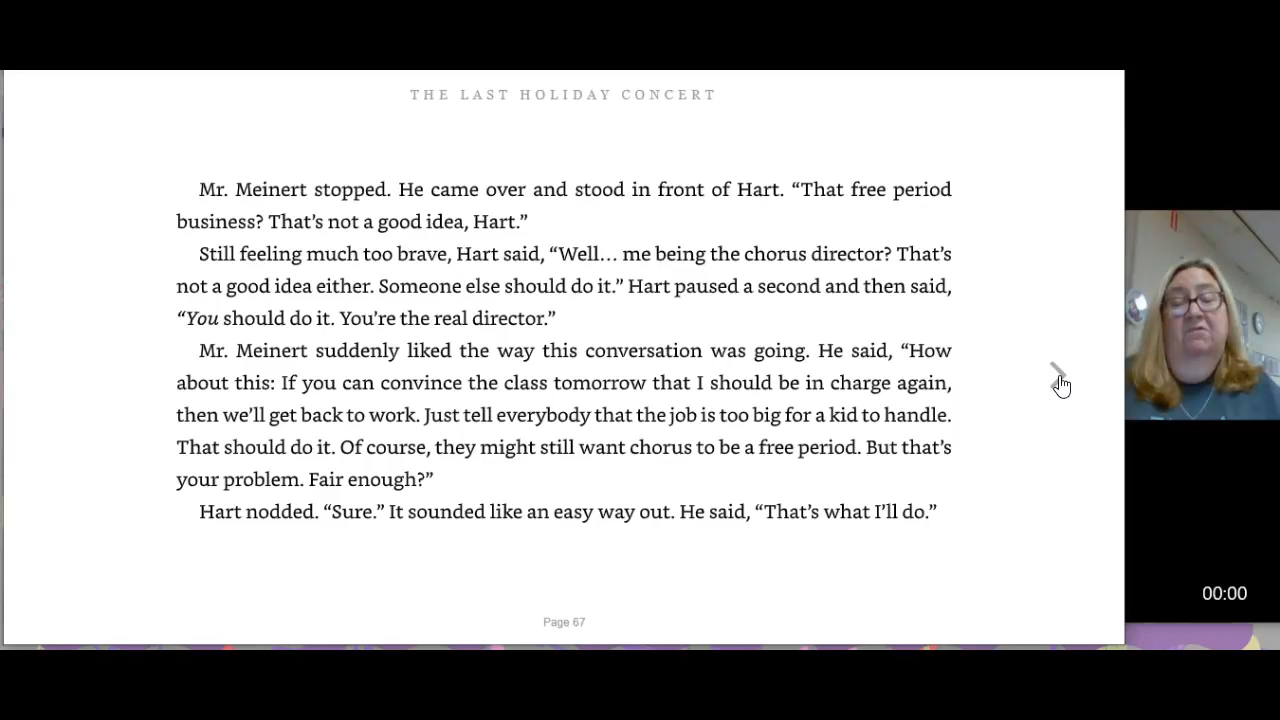 THE LAST HOLIDAY CONCERT
Mr. Meinert stopped. He came over and stood in front of Hart. “That free period
business? That’s not a good idea, Hart.”
Still feeling much too brave, Hart said, “Well… me being the chorus director? That’s
not a good idea either. Someone else should do it.” Hart paused a second and then said,
“You should do it. You’re the real director.”
Mr. Meinert suddenly liked the way this conversation was going. He said, “How
about this: If you can convince the class tomorrow that I should be in charge again,
then we’ll get back to work. Just tell everybody that the job is too big for a kid to handle.
That should do it. Of course, they might still want chorus to be a free period. But that’s
your problem. Fair enough?”
Hart nodded. “Sure.” It sounded like an easy way out. He said, “That’s what I’ll do.”
Page 67
00:00